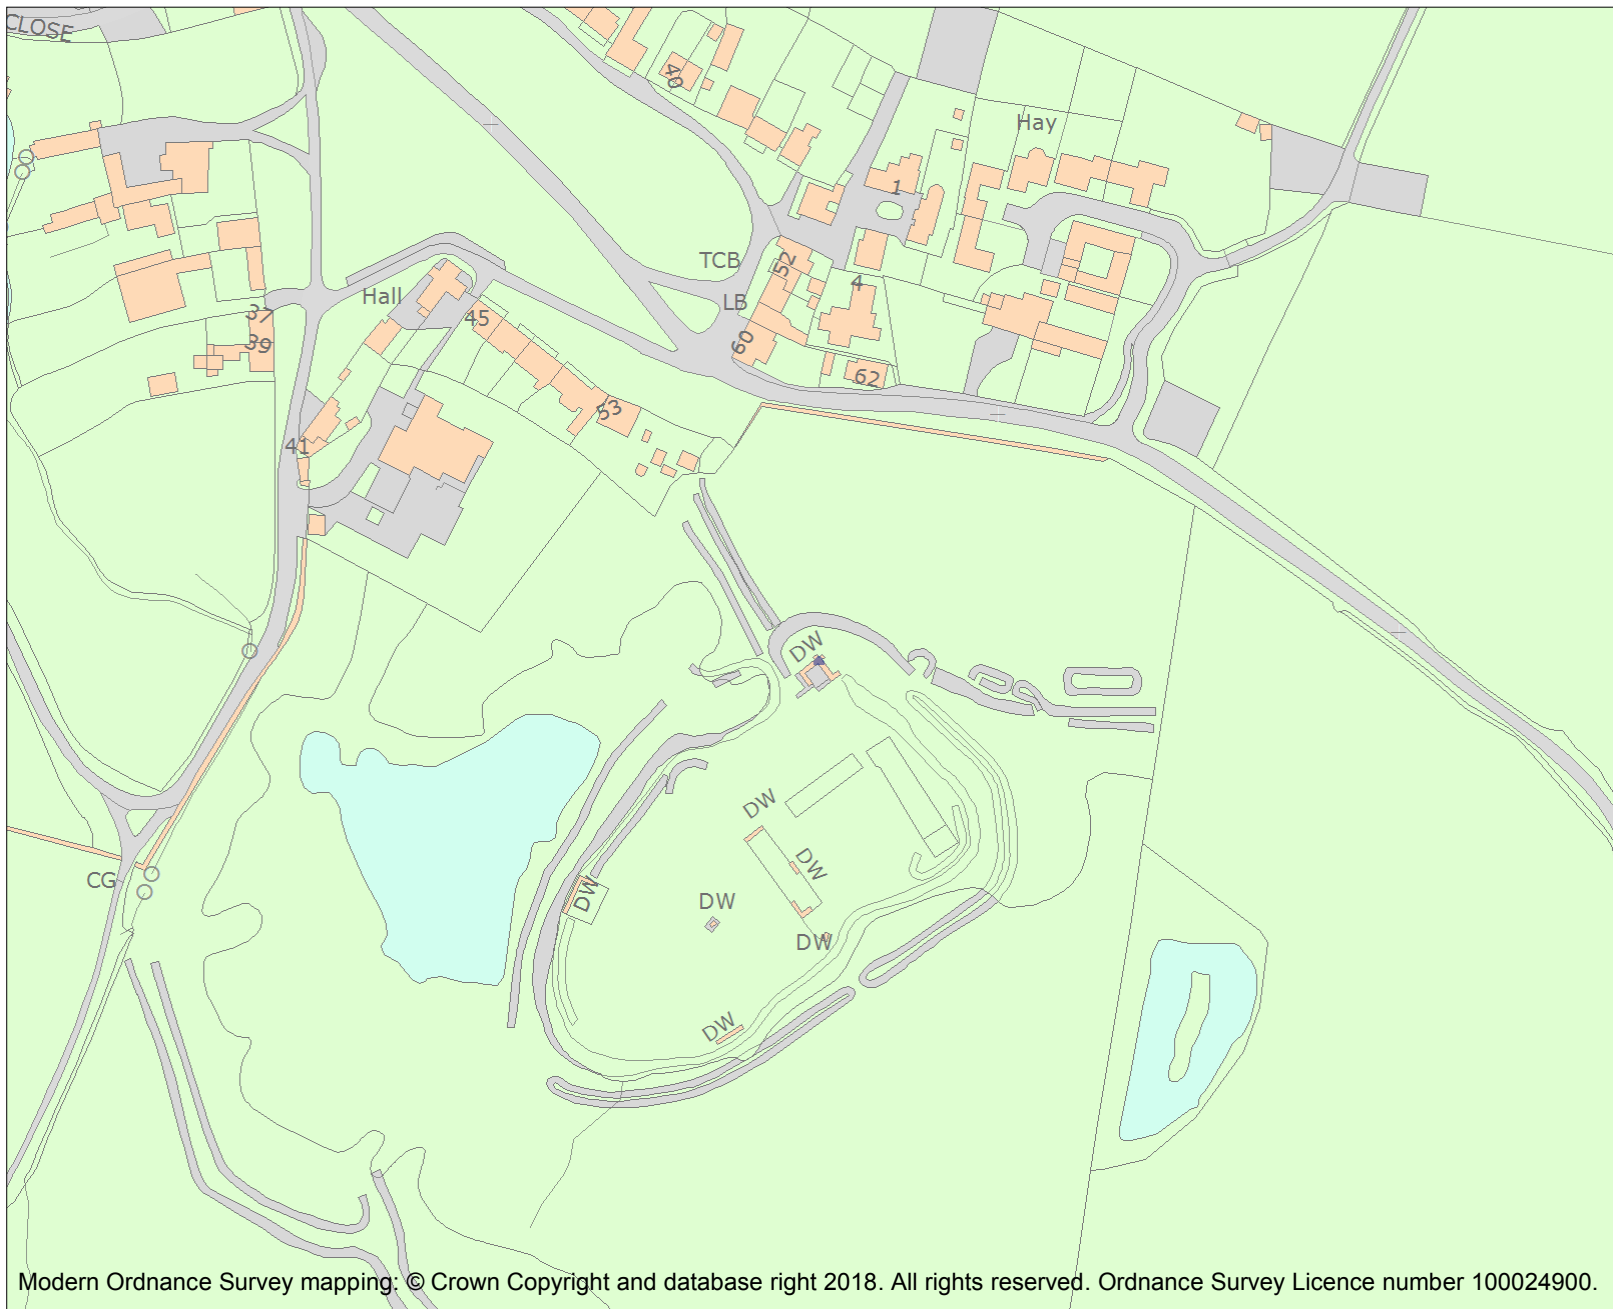 CLOSE
40
Hay
1
TCB
52
4
Hall
LB
37
45
39
60
62
53
41
DW
DW
DW
CG
DW
DW
DW
DW
Modern Ordnance Survey mapping: © Crown Copyright and database right 2018. All rights reserved. Ordnance Survey Licence number 100024900.